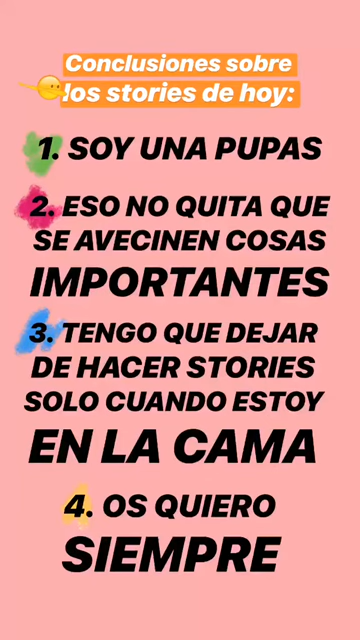 Conclusiones sobre
los stories de hoy:
1. SOY UNA PUPAS
2. ESO NO QUITA QUE
SE AVECINEN COSAS
IMPORTANTES
3. TENGO QUE DEJAR
DE HACER STORIES
SOLO CUANDO ESTOY
EN LA CAMA
4. OS QUIERO
SIEMPRE